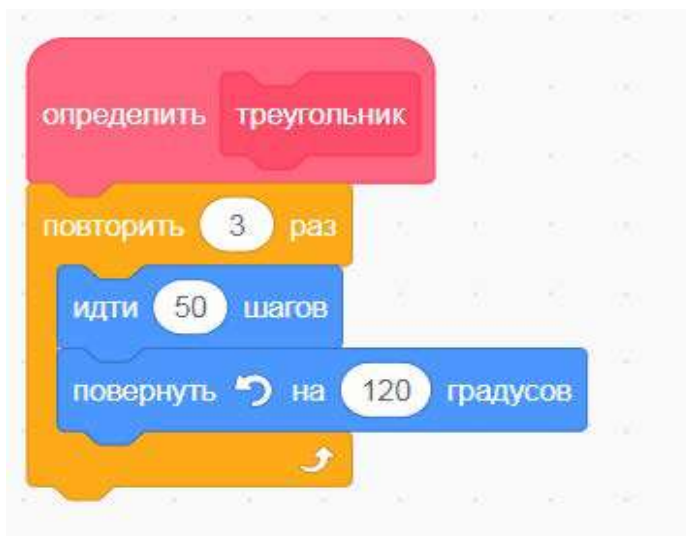 определить треугольник
повторить 3 раз
идти 50 шагов
повернуть на 120 градусов